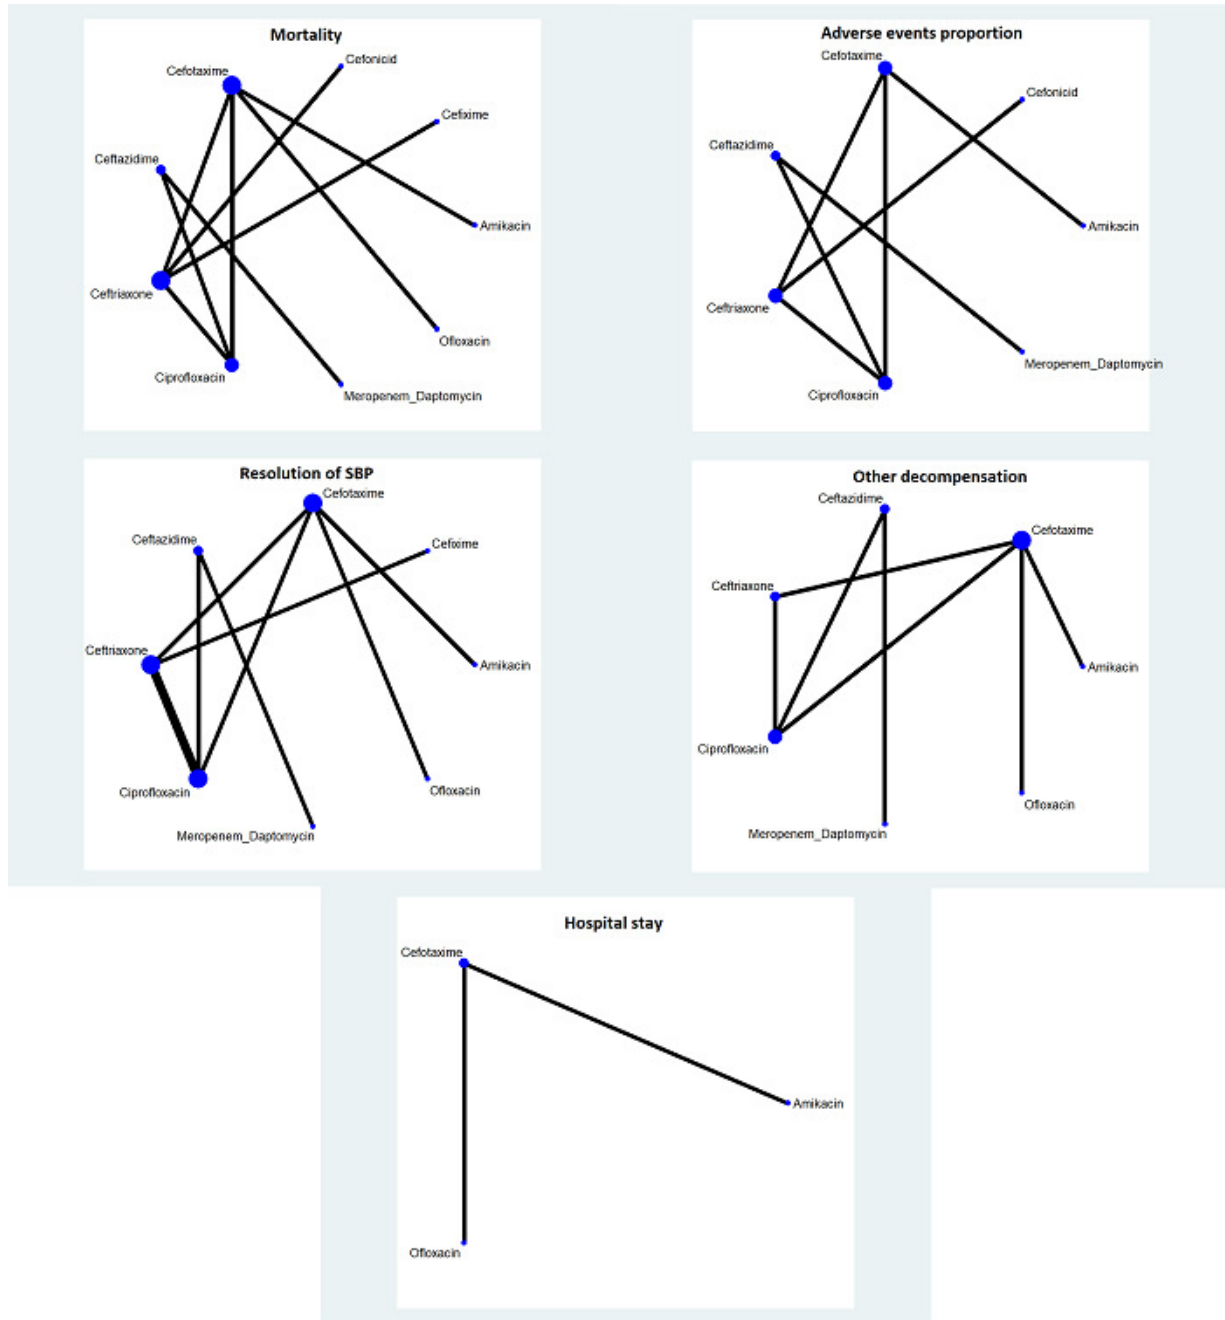 Mortality
Cefonicid
Cefotaxime
Cefixime
Ceftazidime
Amikacin
Ceftriaxone
Ofloxacin
Ciprofloxacin
Meropenem_Daptomycin
Adverse events proportion
Cefotaxime
Cefonicid
Ceftazidime
Amikacin
Ceftriaxone
Meropenem_Daptomycin
Ciprofloxacin
Resolution of SBP
Cefotaxime
Ceftazidime
Cefixime
Ceftriaxone
Amikacin
Ciprofloxacin
Ofloxacin
Meropenem_Daptomycin
Other decompensation
Ceftazidime
Cefotaxime
Ceftriaxone
Amikacin
Ciprofloxacin
Ofloxacin
Meropenem_Daptomycin
Hospital stay
Cefotaxime
Amikacin
Ofloxacin